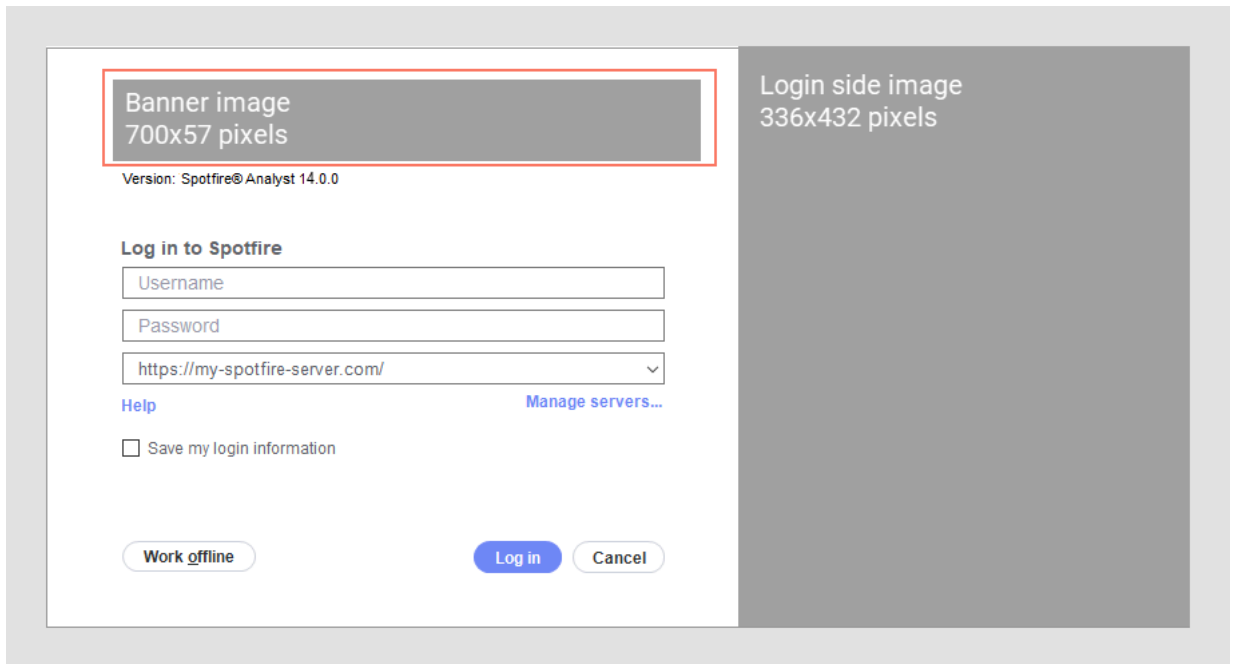 Banner image
700x57 pixels
Version: Spotfire® Analyst 14.0.0
Log in to Spotfire
Username
Password
https://my-spotfire-server.com/
Help
Manage servers...
Save my login information
Work offline
Log in
Cancel
Login side image
336x432 pixels